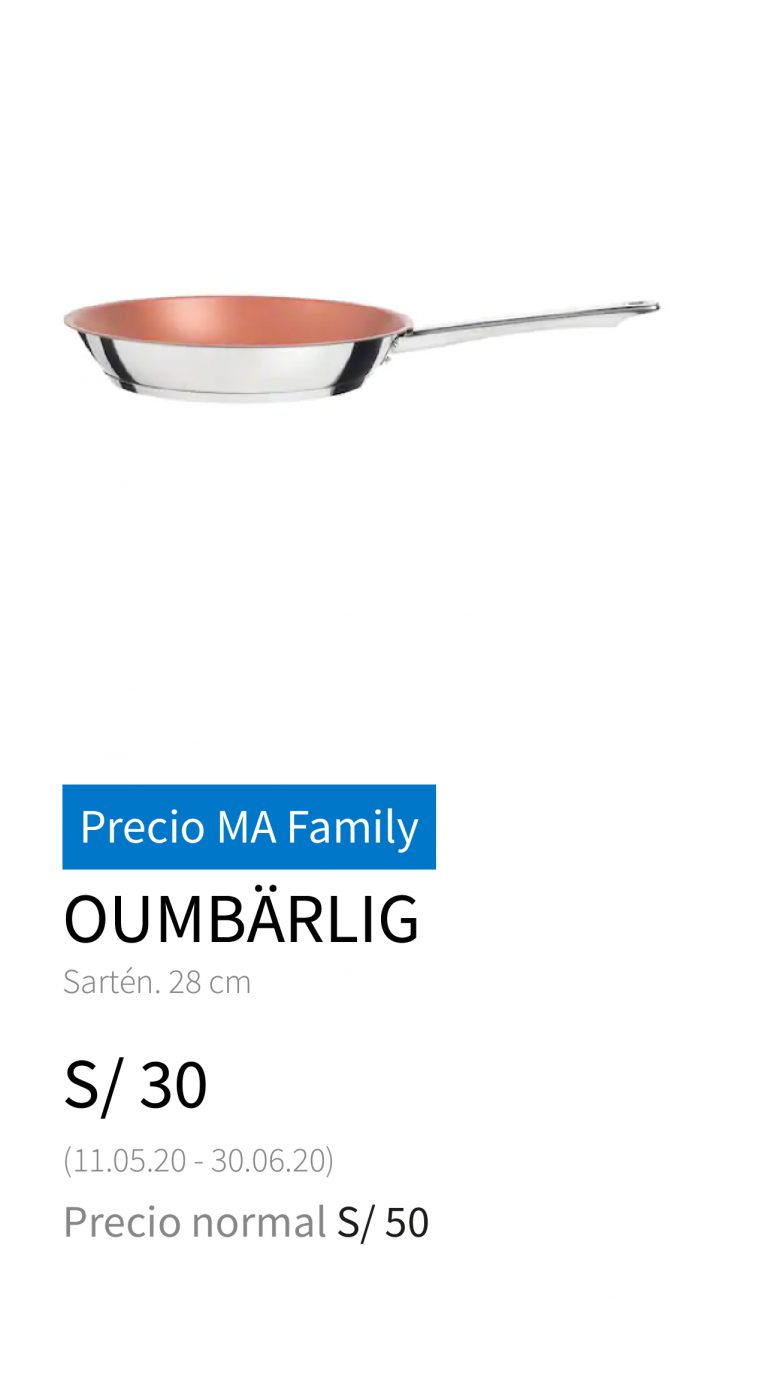 Precio MA Family
OUMBÄRLIG
Sartén. 28 cm
S/ 30
(11.05.20 - 30.06.20)
Precio normal S/ 50